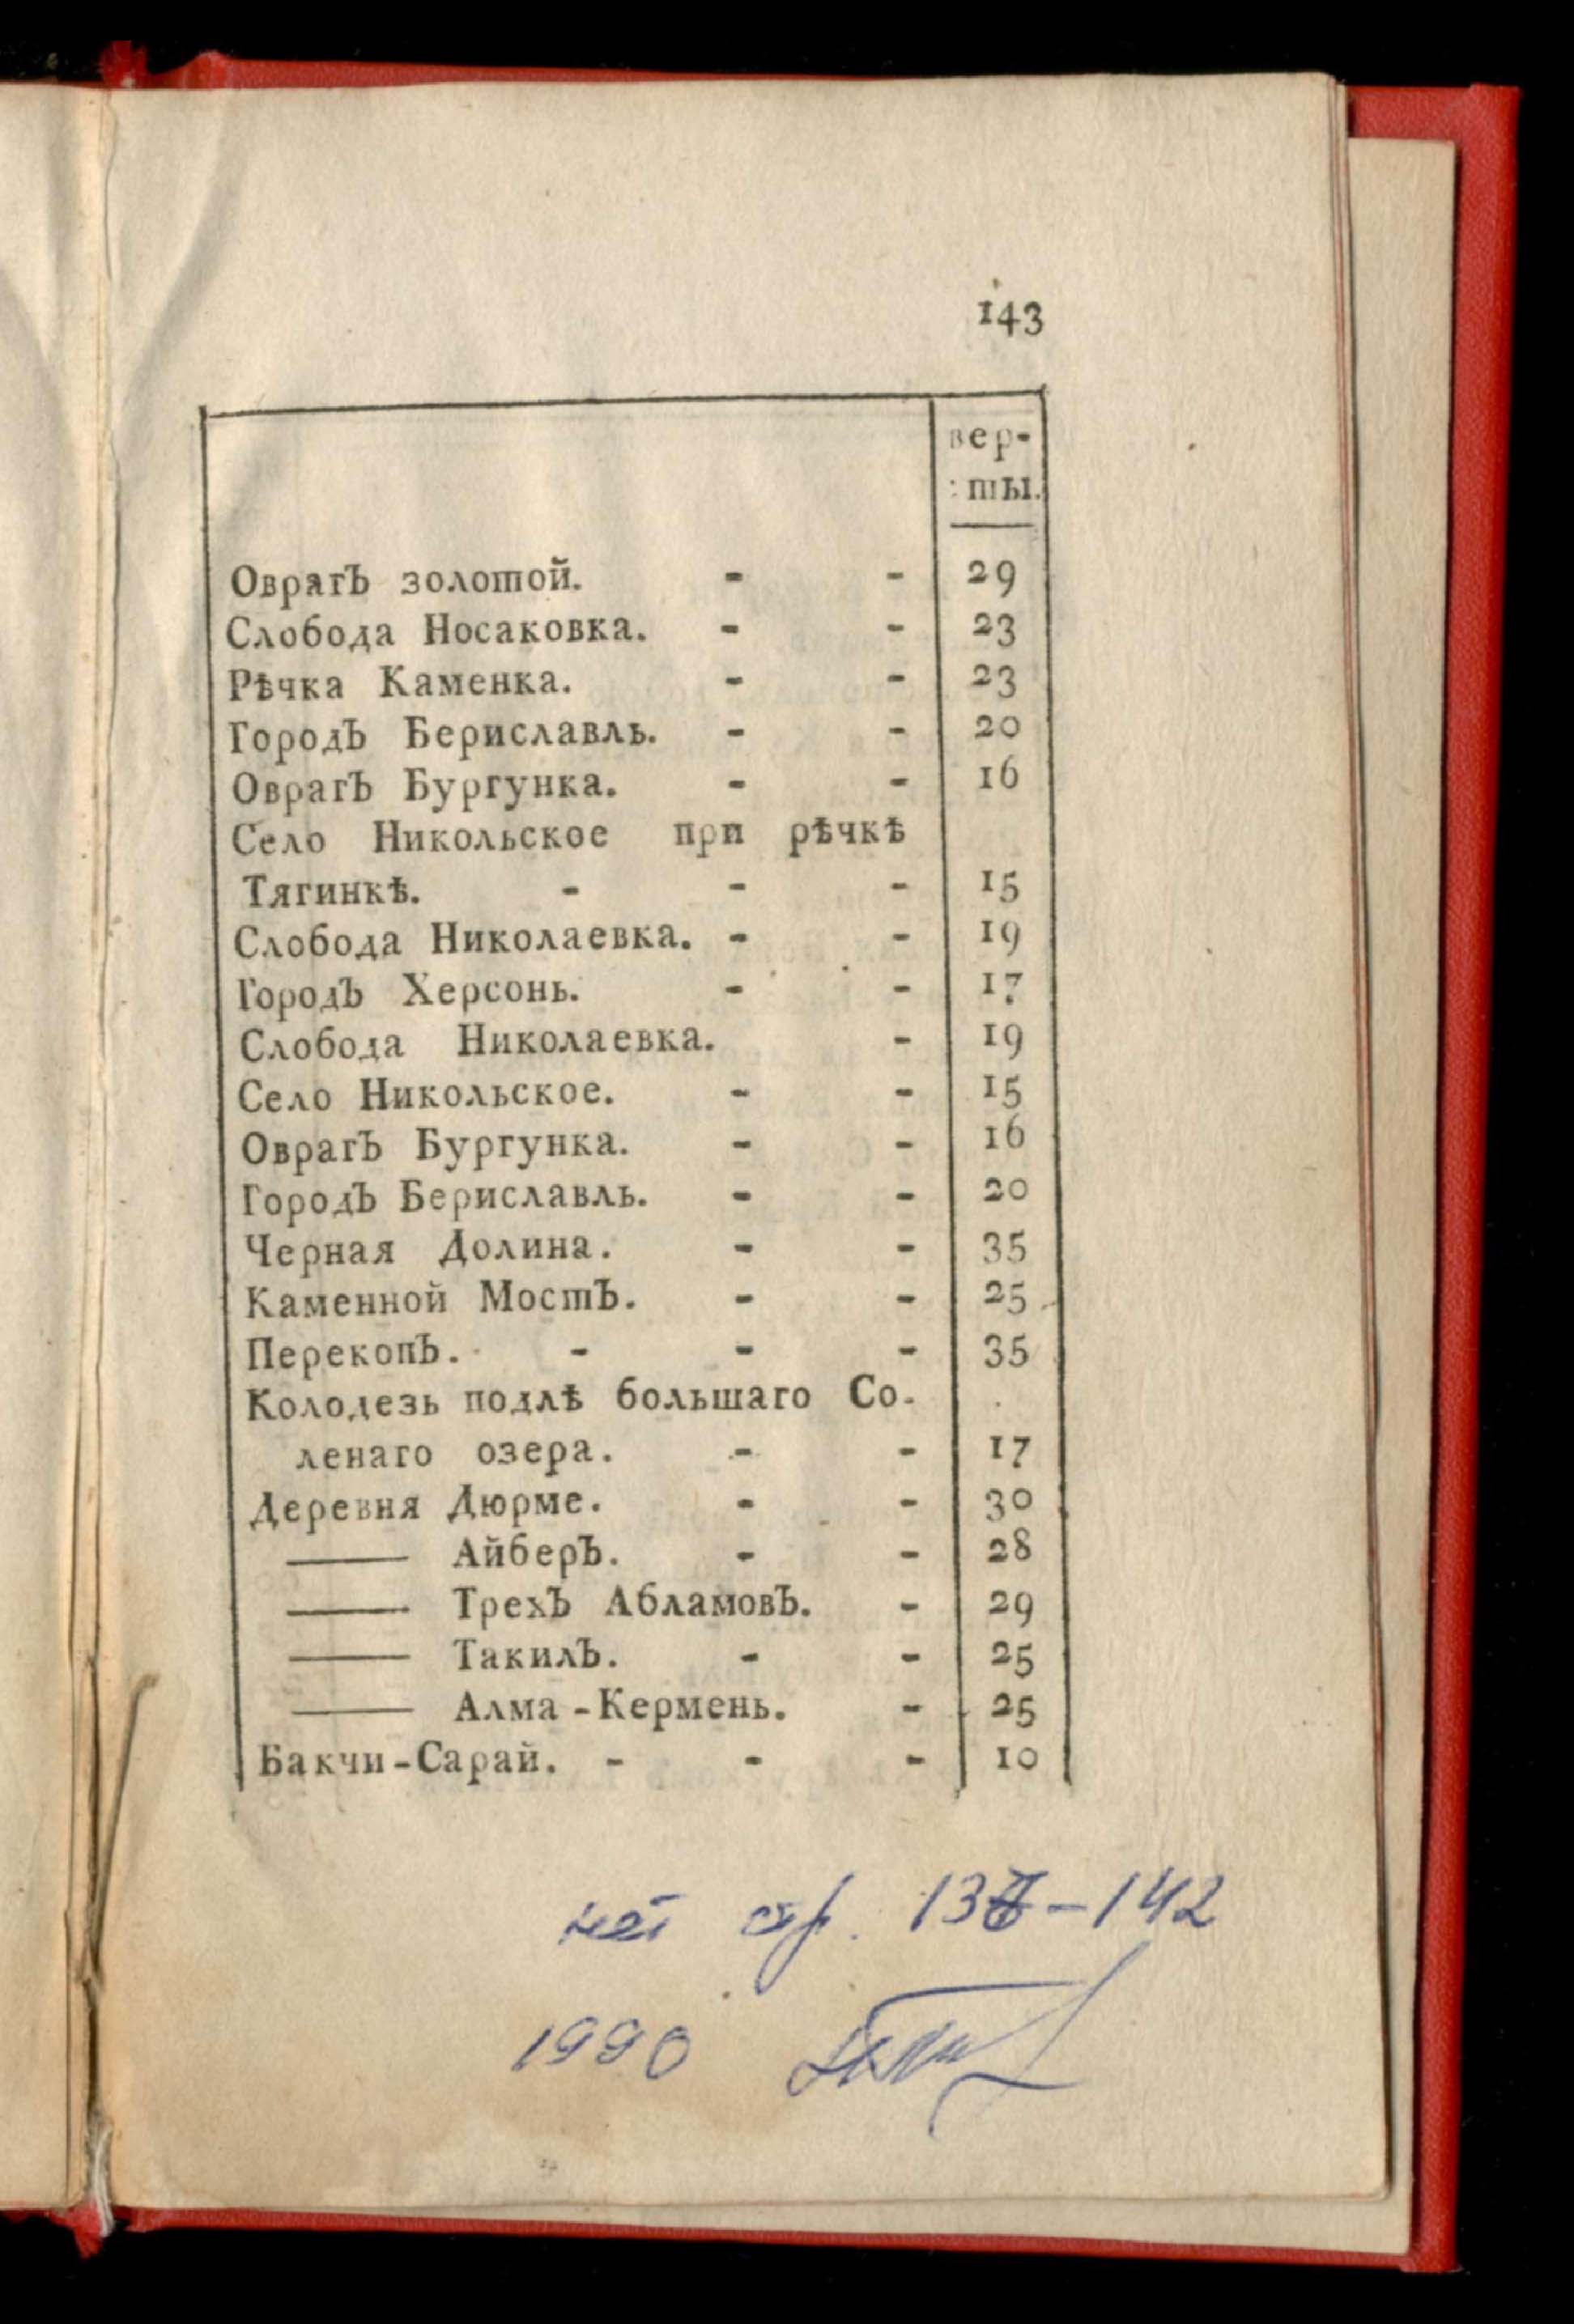 143
вер-
сты.
Оврагъ золотой. - - 29
Слобода Носаковка. - - 23
Рѣчка Каменка. - - 23
Городъ Бериславль. - - 20
Оврагъ Бургунка. - - 16
Село Никольское при рѣчкѣ
Тягинкѣ. - - - 15
Слобода Николаевка. - - 19
Городъ Херсонь. - - 17
Слобода Николаевка. - 19
Село Никольское. - - 15
Оврагъ Бургунка. - - 16
Городъ Бериславль. - - 20
Черная Долина. - - 35
Каменной Мостъ. - - 25
Перекопъ. - - - 35
Колодезь подлѣ большаго Со-
ленаго озера. - - 17
Деревня Дюрме. - - 30
—— Айберъ. - - 28
—— Трехъ Абламовъ. - 29
—— Такилъ. - - 25
—— Алма-Кермень. - 25
Бакчи-Сарай. - - - 10
нет стр. 137-142
1990